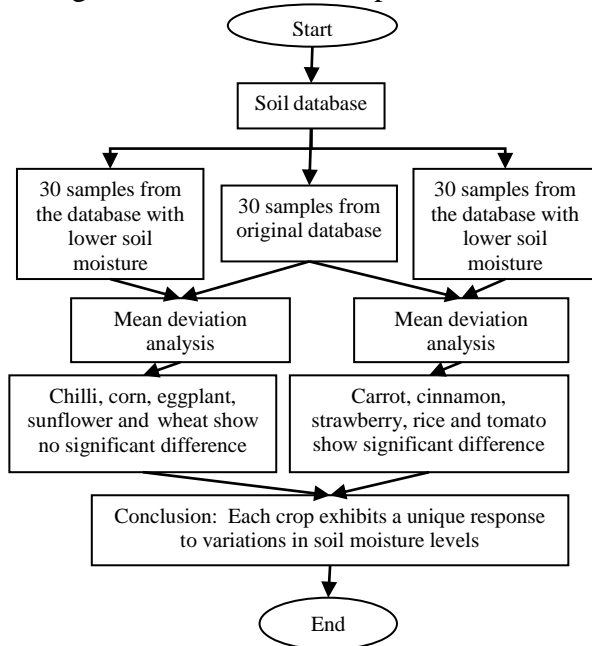 Start
Soil database
30 samples from
the database with
lower soil
moisture
30 samples from
original database
30 samples from
the database with
lower soil
moisture
Mean deviation
analysis
Mean deviation
analysis
Chilli, corn, eggplant,
sunflower and wheat show
no significant difference
Carrot, cinnamon,
strawberry, rice and tomato
show significant difference
Conclusion: Each crop exhibits a unique response
to variations in soil moisture levels
End